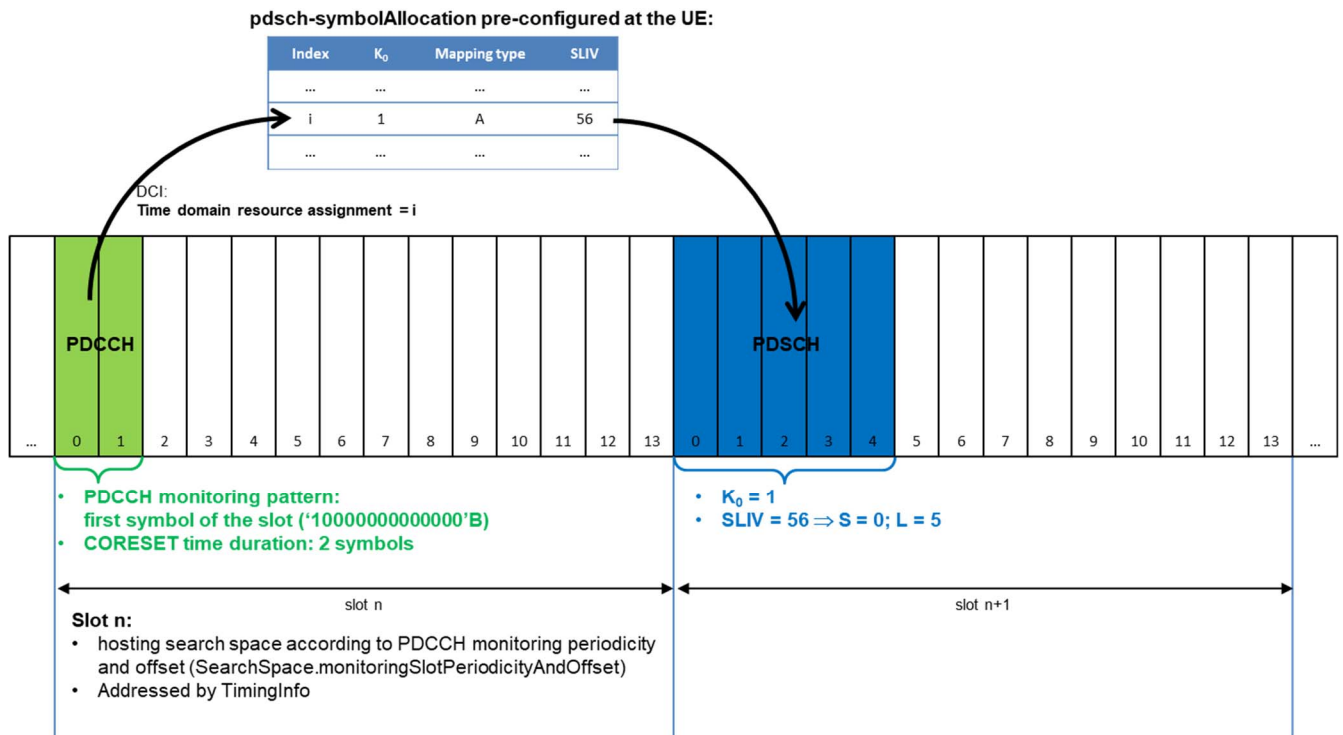 pdsch-symbolAllocation pre-configured at the UE:
Index K₀ Mapping type SLIV
... ... ... ...
i 1 A 56
... ... ... ...
DCI:
Time domain resource assignment = i
PDCCH PDSCH
... 0 1 2 3 4 5 6 7 8 9 10 11 12 13 0 1 2 3 4 5 6 7 8 9 10 11 12 13 ...
• PDCCH monitoring pattern:
first symbol of the slot (‘10000000000000’B)
• CORESET time duration: 2 symbols
• K₀ = 1
• SLIV = 56 ⇒ S = 0; L = 5
slot n slot n+1
Slot n:
• hosting search space according to PDCCH monitoring periodicity
and offset (SearchSpace.monitoringSlotPeriodicityAndOffset)
• Addressed by TimingInfo